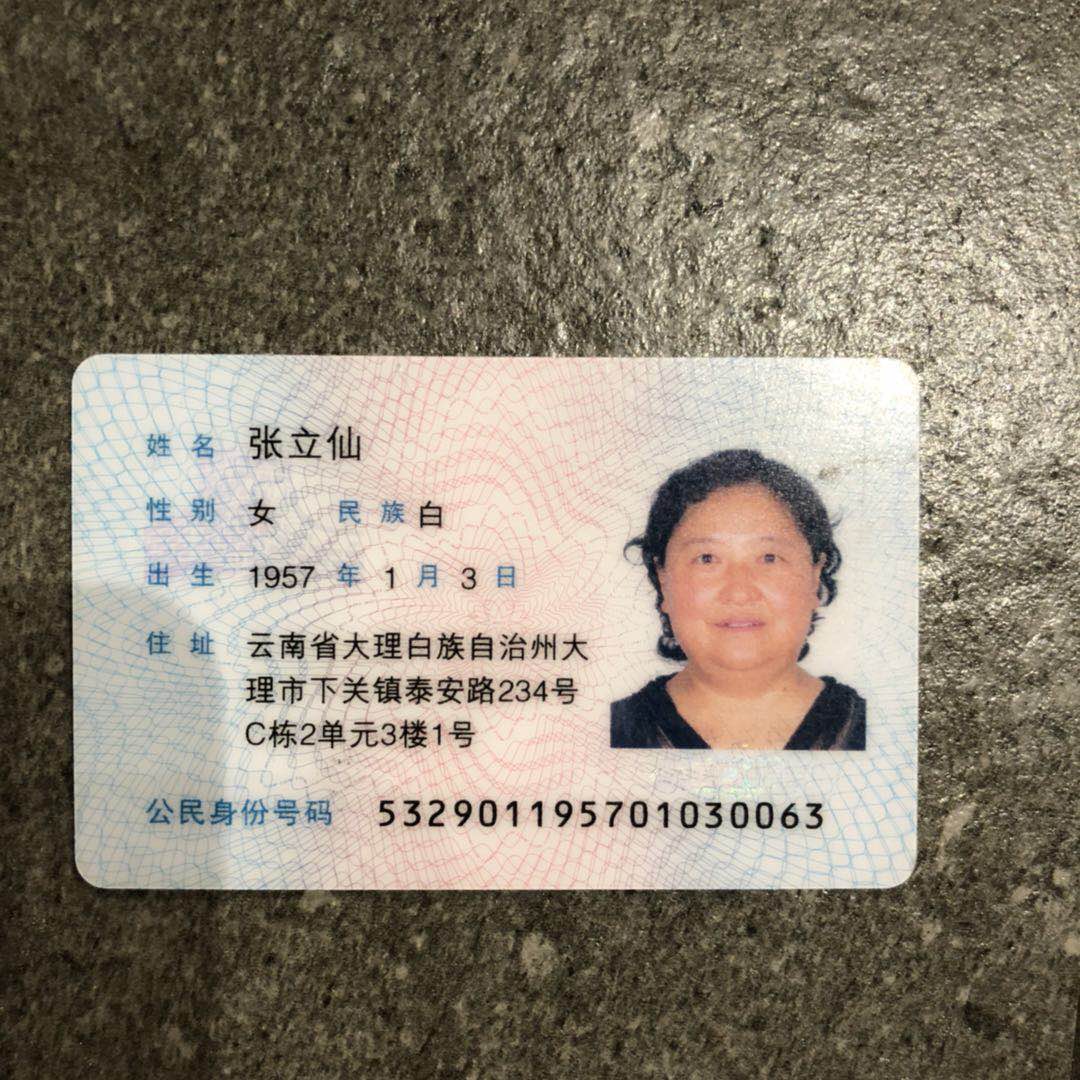 姓名 张立仙
性别 女 民族 白
出生 1957 年 1 月 3 日
住址 云南省大理白族自治州大
理市下关镇泰安路234号
C栋2单元3楼1号
公民身份号码 532901195701030063